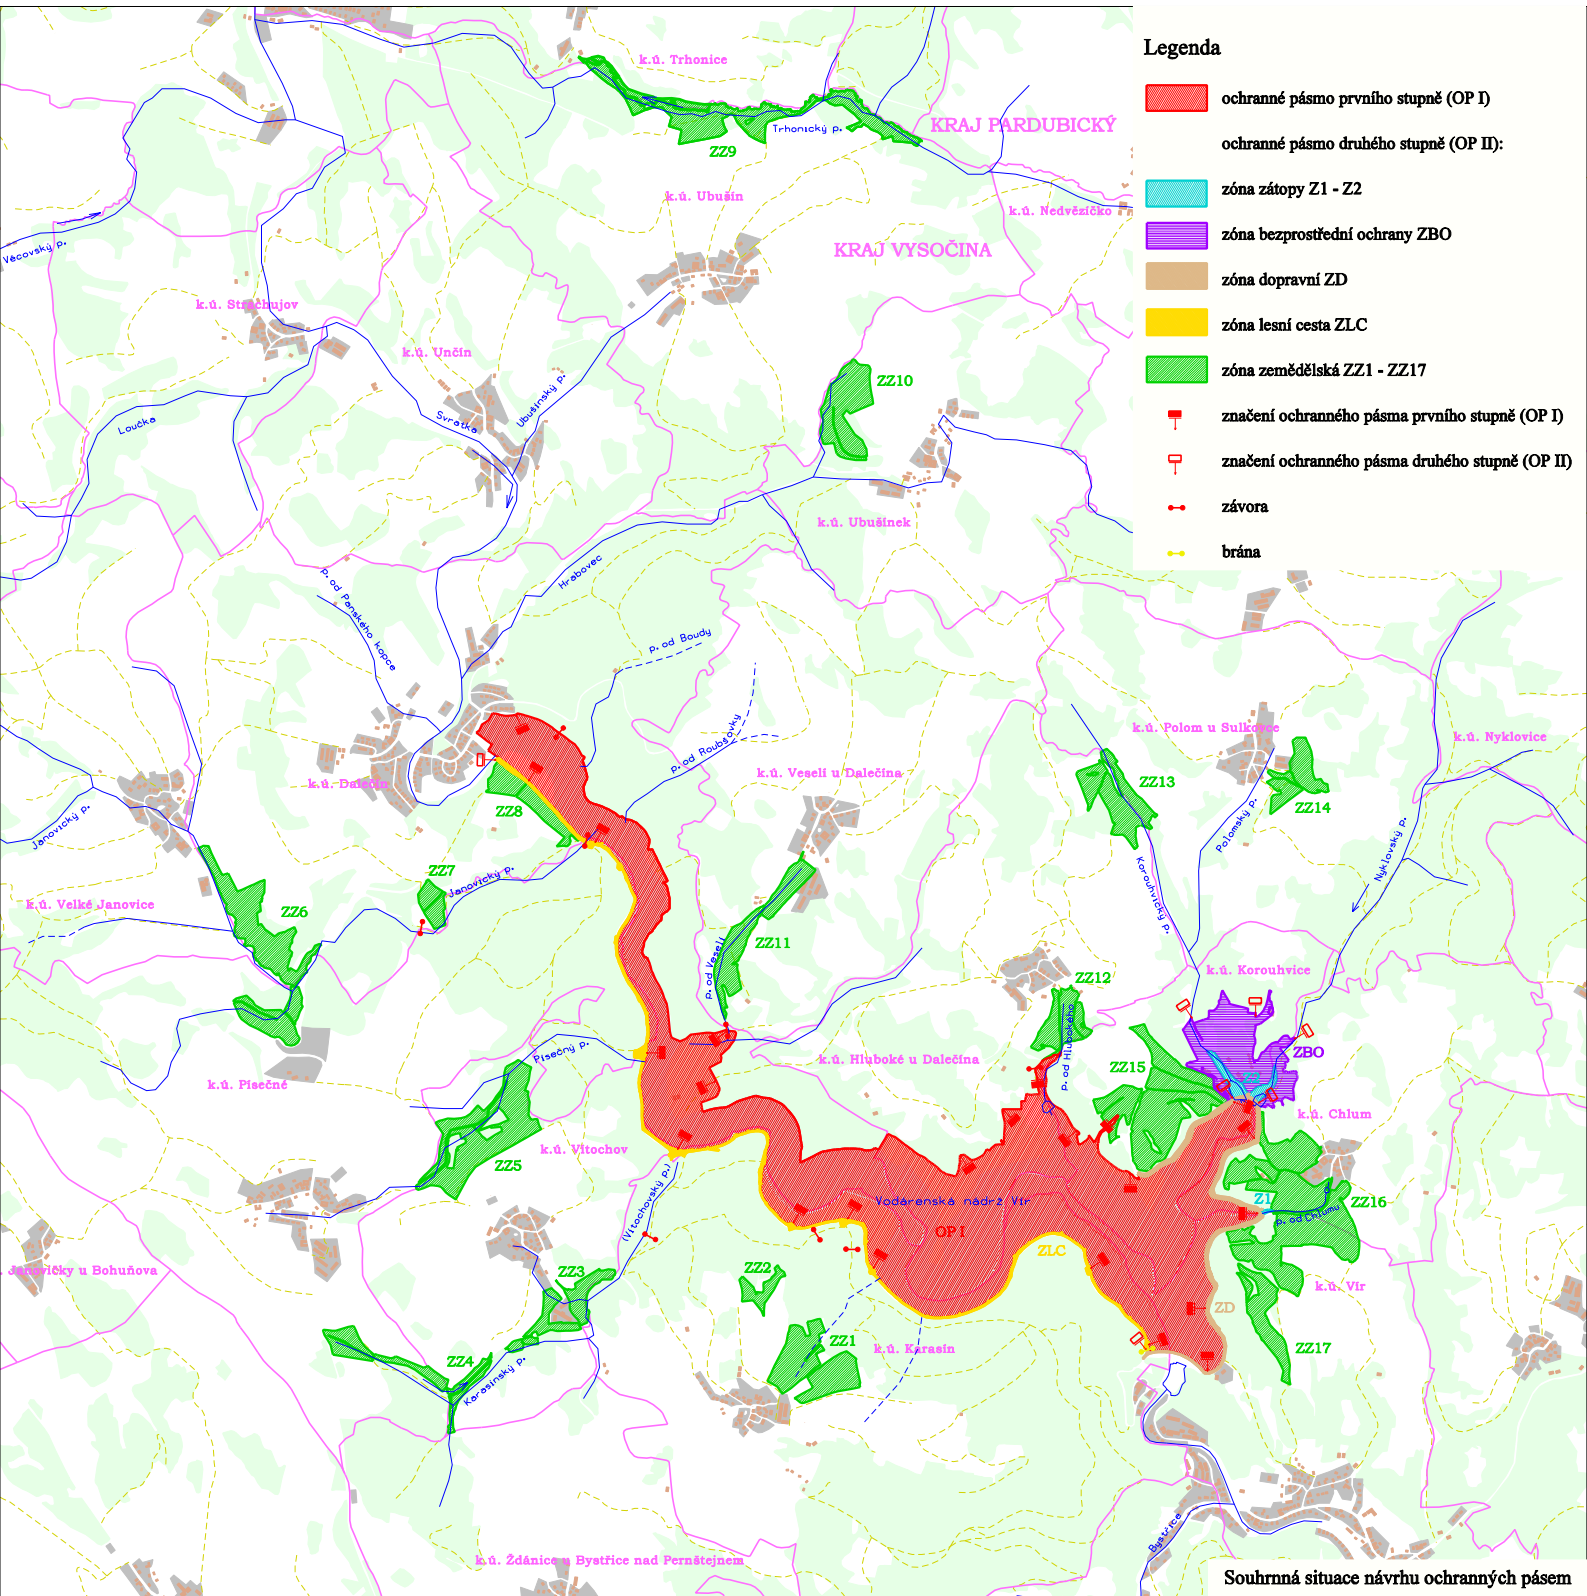 Legenda
ochranné pásmo prvního stupně (OP I)
ochranné pásmo druhého stupně (OP II):
zóna zátopy Z1 - Z2
zóna bezprostřední ochrany ZBO
zóna dopravní ZD
zóna lesní cesta ZLC
zóna zemědělská ZZ1 - ZZ17
značení ochranného pásma prvního stupně (OP I)
značení ochranného pásma druhého stupně (OP II)
závora
brána
k.ú. Trhonice
KRAJ PARDUBICKÝ
Trhonický p.
ZZ9
k.ú. Ubušín
k.ú. Nedvězíčko
KRAJ VYSOČINA
Věcovský p.
k.ú. Strachujov
k.ú. Unčín
Ubušínský p.
ZZ10
Svratka
Loučka
k.ú. Ubušínek
Hrabovec
p. od Panského kopce
p. od Boudy
p. od Roubsovky
k.ú. Polom u Sulkovce
k.ú. Nyklovice
k.ú. Veselí u Dalečína
k.ú. Dalečín
ZZ13
ZZ14
ZZ8
Janovický p.
Polomský p.
Nyklovský p.
ZZ7
Janovický p.
Korouhvický p.
k.ú. Velké Janovice
ZZ6
ZZ11
p. od Veselí
k.ú. Korouhvice
ZZ12
p. od Hlubokého
Písečný p.
ZBO
k.ú. Hluboké u Dalečína
ZZ15
Z2
k.ú. Písečné
k.ú. Chlum
k.ú. Vítochov
ZZ5
(Vítochovský p.)
Vodárenská nádrž Vír
OP I
Z1
ZZ16
p. od Chlumu
ZLC
Janovičky u Bohuňova
ZZ3
ZZ2
k.ú. Vír
ZD
ZZ1
k.ú. Karasín
ZZ17
ZZ4
Karasínský p.
Bystřice
k.ú. Ždánice u Bystřice nad Pernštejnem
Souhrnná situace návrhu ochranných pásem